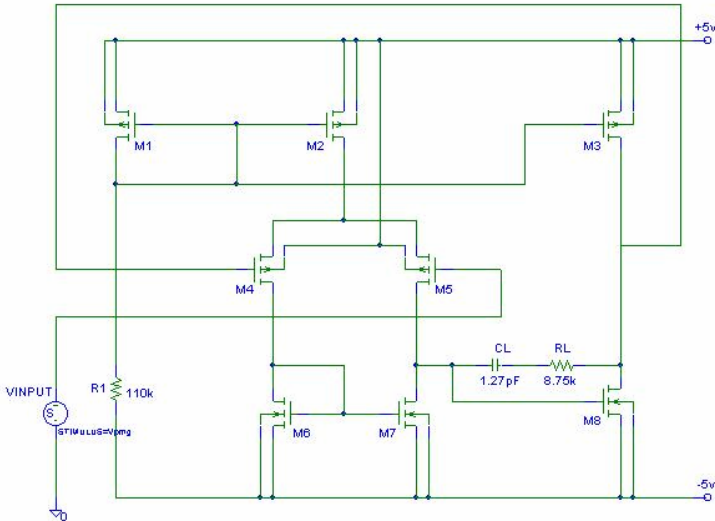 +5v
M1
M2
M3
M4
M5
CL
RL
1.27pF
8.75k
R1
110k
VINPUT
S
STIMULUS=Vpwg
M6
M7
M8
-5v
0